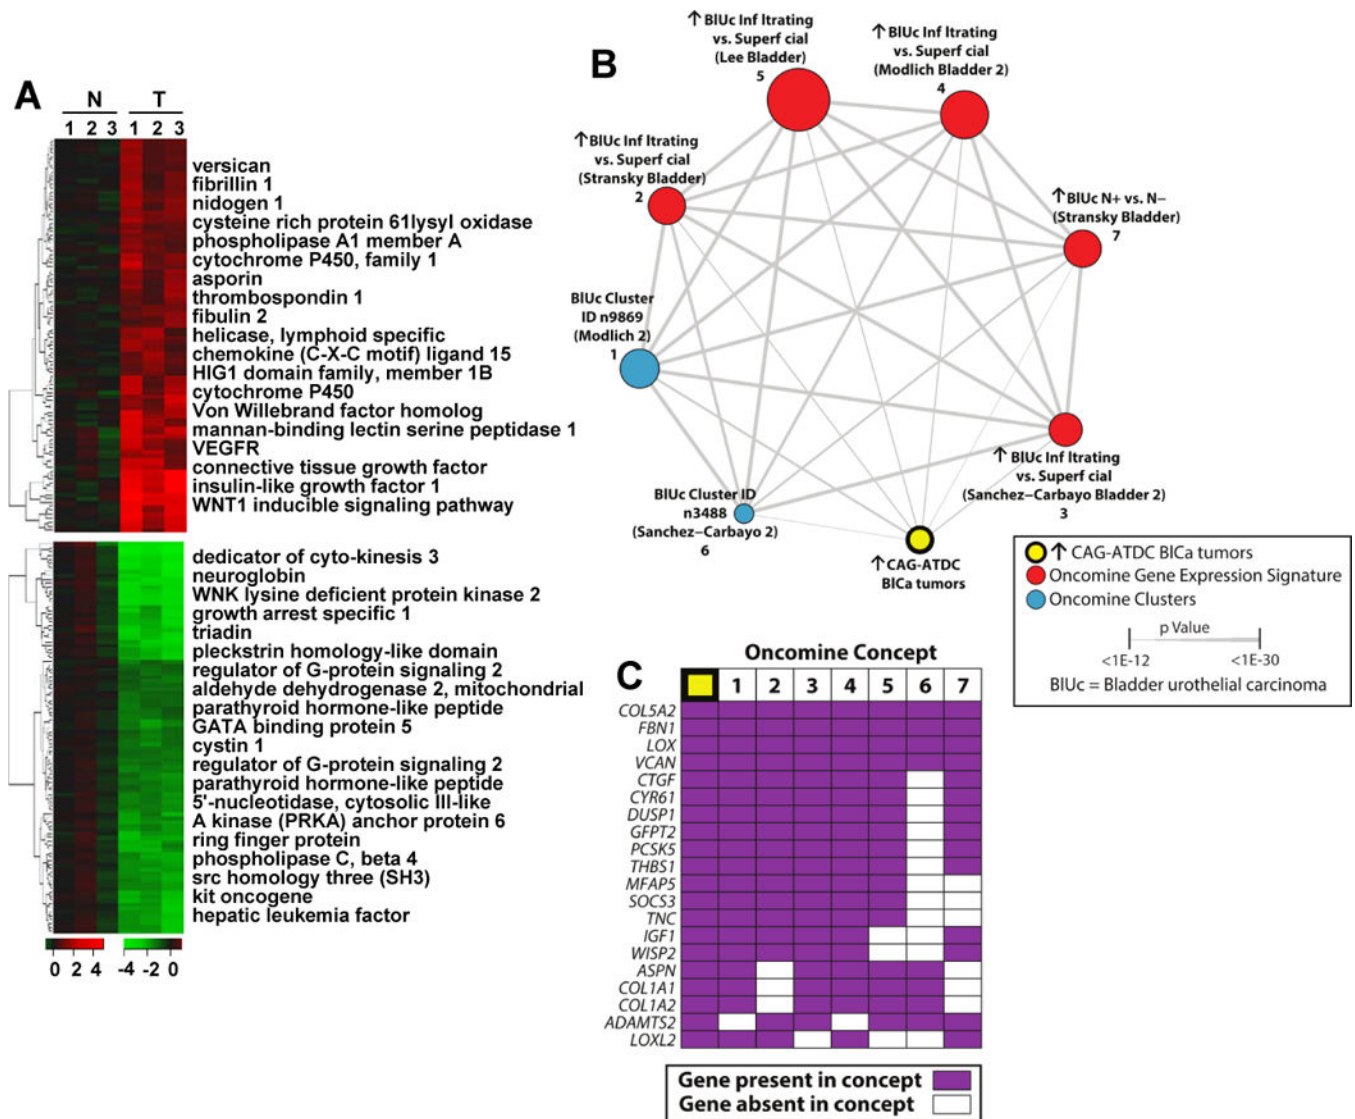 A
N T
1 2 3 1 2 3
versican
fibrillin 1
nidogen 1
cysteine rich protein 61lysyl oxidase
phospholipase A1 member A
cytochrome P450, family 1
asporin
thrombospondin 1
fibulin 2
helicase, lymphoid specific
chemokine (C-X-C motif) ligand 15
HIG1 domain family, member 1B
cytochrome P450
Von Willebrand factor homolog
mannan-binding lectin serine peptidase 1
VEGFR
connective tissue growth factor
insulin-like growth factor 1
WNT1 inducible signaling pathway
dedicator of cyto-kinesis 3
neuroglobin
WNK lysine deficient protein kinase 2
growth arrest specific 1
triadin
pleckstrin homology-like domain
regulator of G-protein signaling 2
aldehyde dehydrogenase 2, mitochondrial
parathyroid hormone-like peptide
GATA binding protein 5
cystin 1
regulator of G-protein signaling 2
parathyroid hormone-like peptide
5'-nucleotidase, cytosolic III-like
A kinase (PRKA) anchor protein 6
ring finger protein
phospholipase C, beta 4
src homology three (SH3)
kit oncogene
hepatic leukemia factor
0 2 4 -4 -2 0
B
↑BlUc Inf ltrating
vs. Superf cial
(Lee Bladder)
5
↑BlUc Inf ltrating
vs. Superf cial
(Modlich Bladder 2)
4
↑BlUc Inf ltrating
vs. Superf cial
(Stransky Bladder)
2
↑BlUc N+ vs. N−
(Stransky Bladder)
7
BlUc Cluster
ID n9869
(Modlich 2)
1
↑BlUc Inf ltrating
vs. Superf cial
(Sanchez−Carbayo Bladder 2)
3
BlUc Cluster ID
n3488
(Sanchez−Carbayo 2)
6
↑CAG-ATDC
BlCa tumors
↑ CAG-ATDC BlCa tumors
Oncomine Gene Expression Signature
Oncomine Clusters
p Value
<1E-12 <1E-30
BlUc = Bladder urothelial carcinoma
C
Oncomine Concept
1 2 3 4 5 6 7
COL5A2
FBN1
LOX
VCAN
CTGF
CYR61
DUSP1
GFPT2
PCSK5
THBS1
MFAP5
SOCS3
TNC
IGF1
WISP2
ASPN
COL1A1
COL1A2
ADAMTS2
LOXL2
Gene present in concept
Gene absent in concept